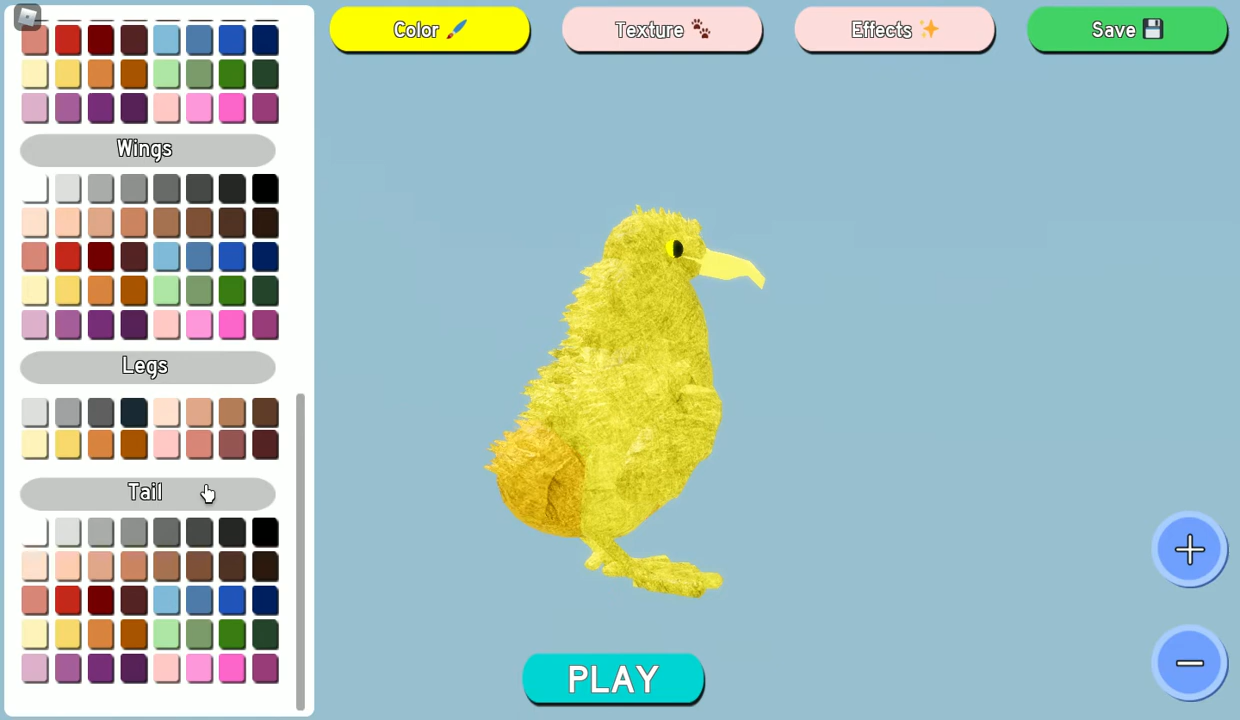 Color 🖌️
Texture 🐾
Effects ✨
Save 💾
Wings
Legs
Tail
+
−
PLAY